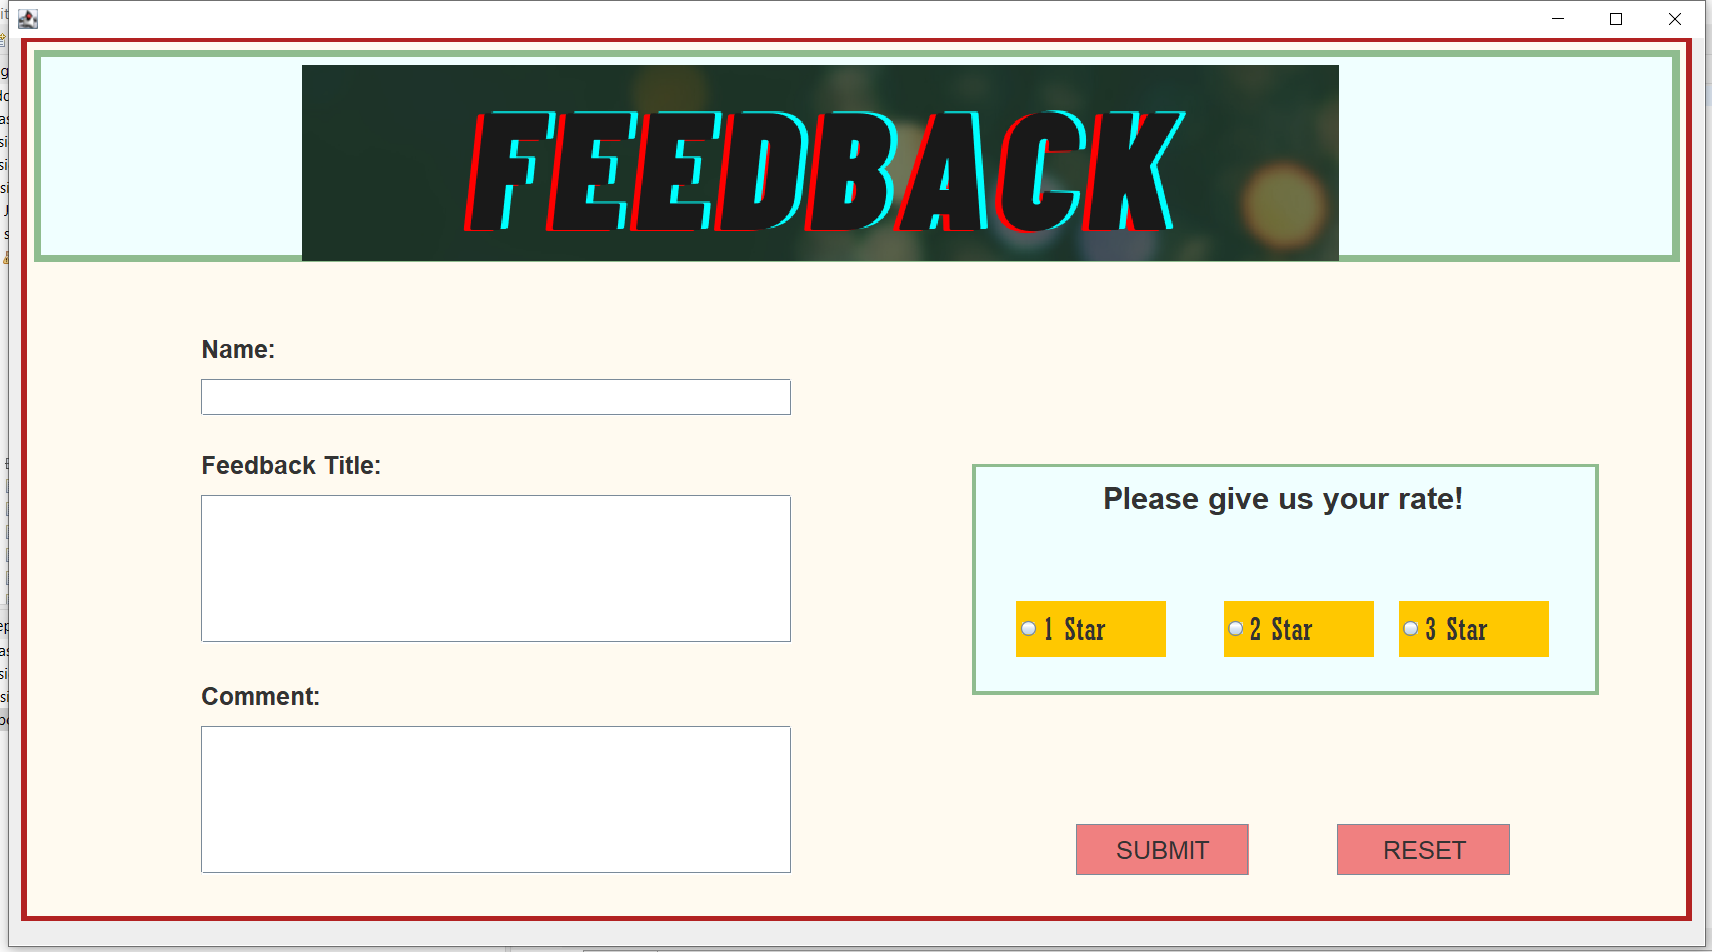 FEEDBACK
Name:
Feedback Title:
Please give us your rate!
1 Star
2 Star
3 Star
Comment:
SUBMIT
RESET